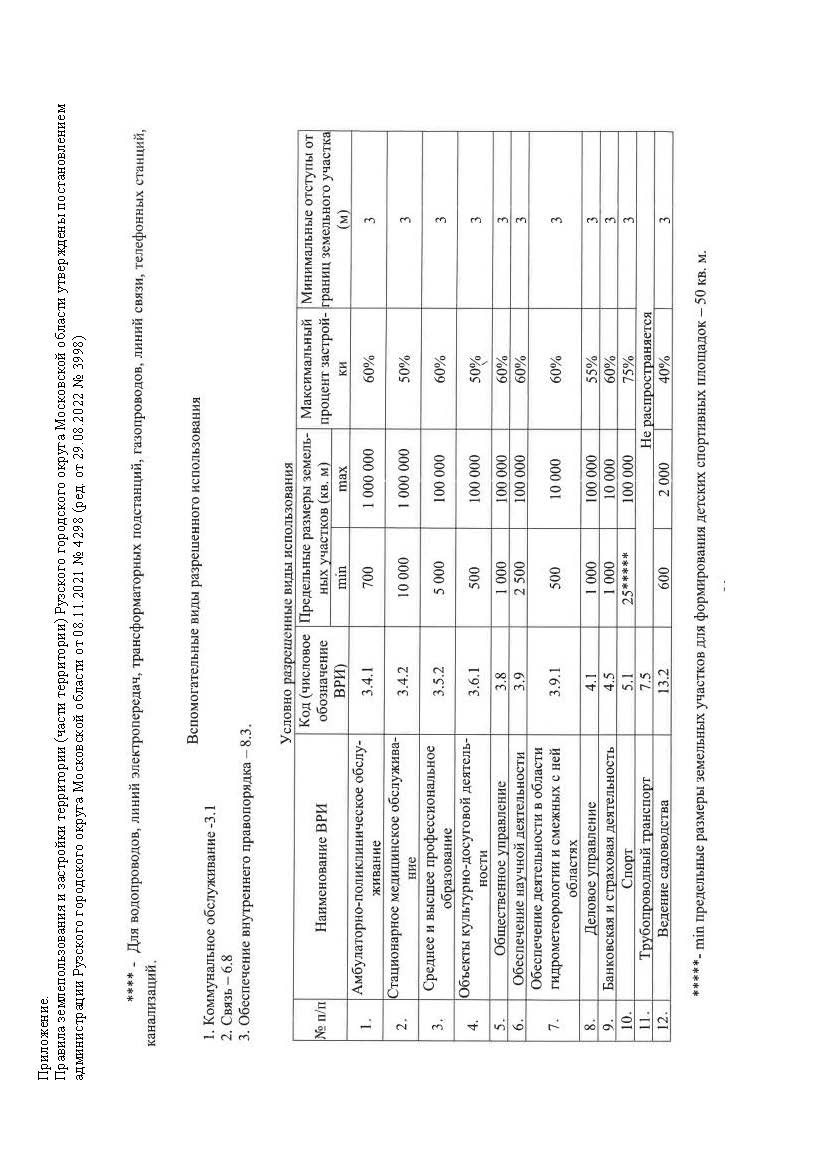 Приложение.
Правила землепользования и застройки территории (части территории) Рузского городского округа Московской области утверждены постановлением
администрации Рузского городского округа Московской области от 08.11.2021 № 4298 (ред. от 29.08.2022 № 3998)
**** - Для водопроводов, линий электропередач, трансформаторных подстанций, газопроводов, линий связи, телефонных станций,
канализаций.
Вспомогательные виды разрешенного использования
1. Коммунальное обслуживание -3.1
2. Связь – 6.8
3. Обеспечение внутреннего правопорядка – 8.3.
Условно разрешенные виды использования
№ п/п Наименование ВРИ Код (числовое обозначение ВРИ) Предельные размеры земель- ных участков (кв. м) Максимальный процент застрой- ки Минимальные отступы от границ земельного участка (м)
min max
1. Амбулаторно-поликлиническое обслу- живание 3.4.1 700 1 000 000 60% 3
2. Стационарное медицинское обслужива- ние 3.4.2 10 000 1 000 000 50% 3
3. Среднее и высшее профессиональное образование 3.5.2 5 000 100 000 60% 3
4. Объекты культурно-досуговой деятель- ности 3.6.1 500 100 000 50% 3
5. Общественное управление 3.8 1 000 100 000 60% 3
6. Обеспечение научной деятельности 3.9 2 500 100 000 60% 3
7. Обеспечение деятельности в области гидрометеорологии и смежных с ней областях 3.9.1 500 10 000 60% 3
8. Деловое управление 4.1 1 000 100 000 55% 3
9. Банковская и страховая деятельность 4.5 1 000 10 000 60% 3
10. Спорт 5.1 25***** 100 000 75% 3
11. Трубопроводный транспорт 7.5 Не распространяется
12. Ведение садоводства 13.2 600 2 000 40% 3
*****- min предельные размеры земельных участков для формирования детских спортивных площадок – 50 кв. м.